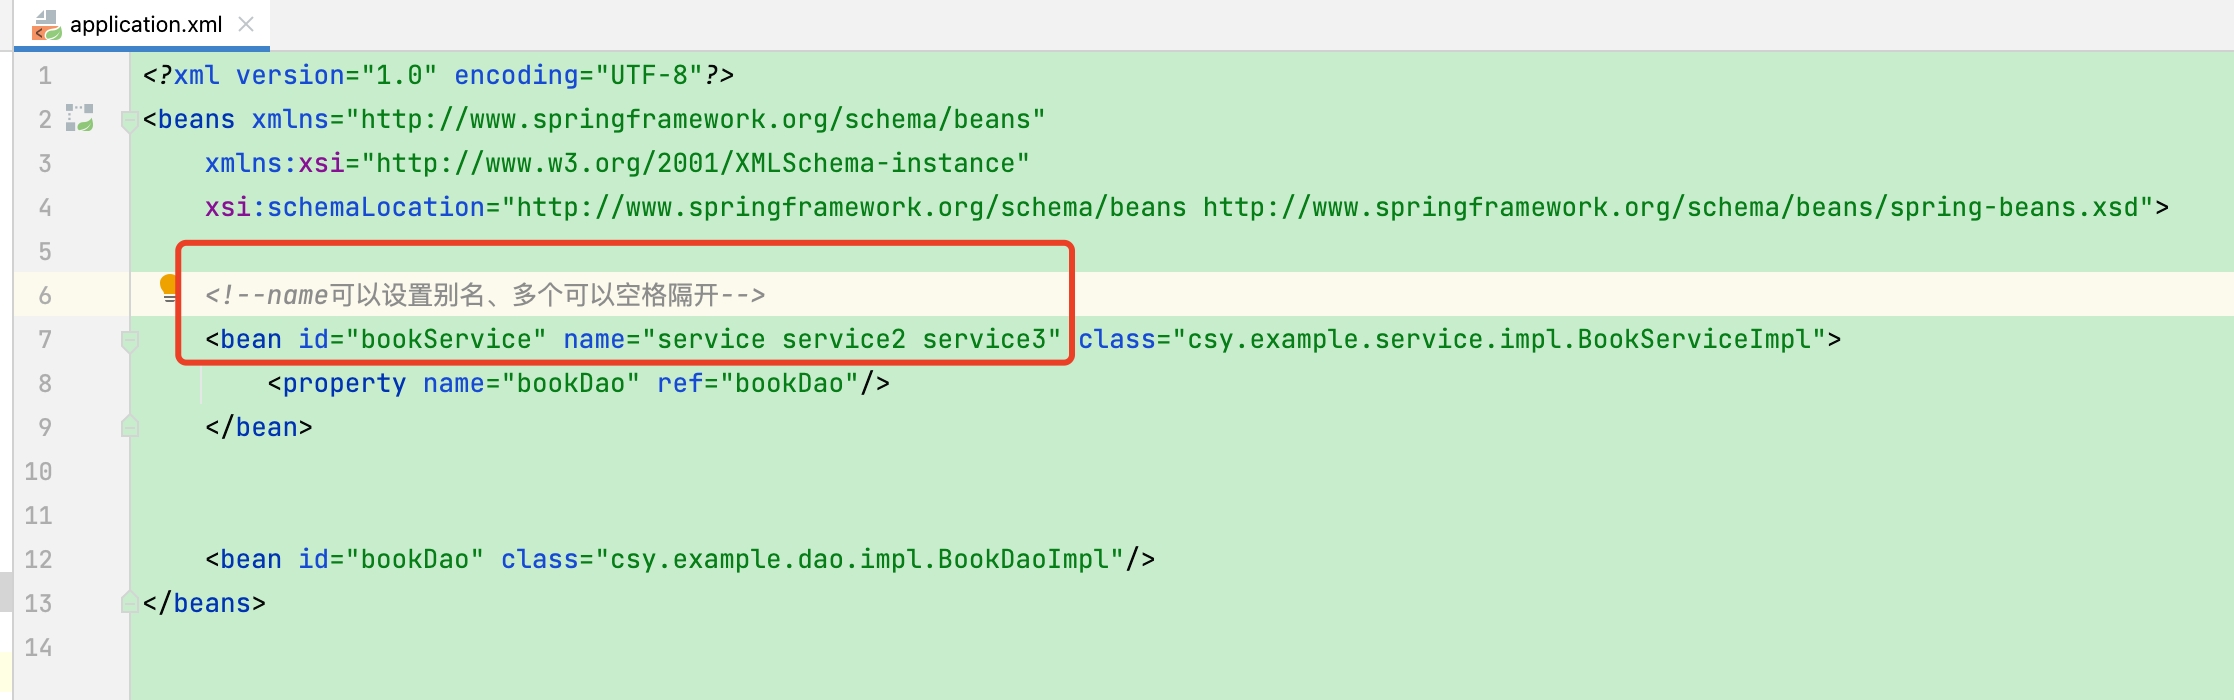 application.xml
1 <?xml version="1.0" encoding="UTF-8"?>
2 <beans xmlns="http://www.springframework.org/schema/beans"
3 xmlns:xsi="http://www.w3.org/2001/XMLSchema-instance"
4 xsi:schemaLocation="http://www.springframework.org/schema/beans http://www.springframework.org/schema/beans/spring-beans.xsd">
5
6 <!--name可以设置别名、多个可以空格隔开-->
7 <bean id="bookService" name="service service2 service3" class="csy.example.service.impl.BookServiceImpl">
8 <property name="bookDao" ref="bookDao"/>
9 </bean>
10
11
12 <bean id="bookDao" class="csy.example.dao.impl.BookDaoImpl"/>
13 </beans>
14